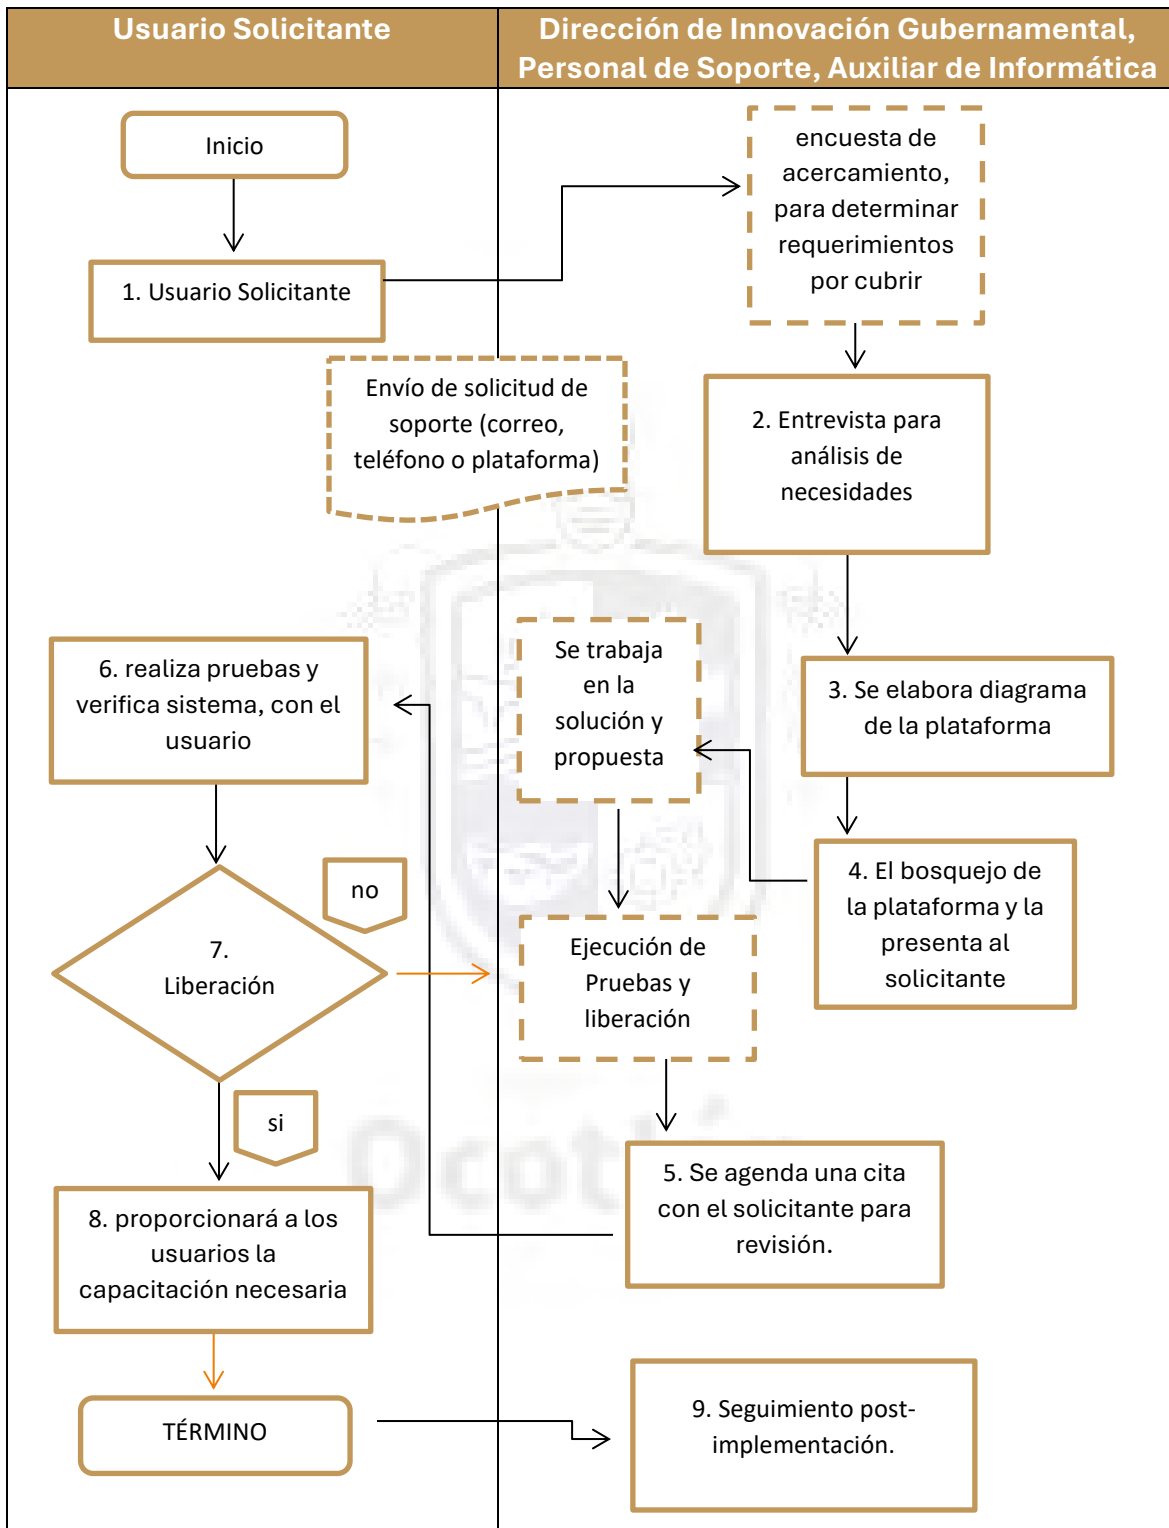 Usuario Solicitante
Dirección de Innovación Gubernamental,
Personal de Soporte, Auxiliar de Informática
Inicio
1. Usuario Solicitante
encuesta de
acercamiento,
para determinar
requerimientos
por cubrir
Envío de solicitud de
soporte (correo,
teléfono o plataforma)
2. Entrevista para
análisis de
necesidades
3. Se elabora diagrama
de la plataforma
4. El bosquejo de
la plataforma y la
presenta al
solicitante
Se trabaja
en la
solución y
propuesta
Ejecución de
Pruebas y
liberación
5. Se agenda una cita
con el solicitante para
revisión.
6. realiza pruebas y
verifica sistema, con el
usuario
7.
Liberación
no
si
8. proporcionará a los
usuarios la
capacitación necesaria
TÉRMINO
9. Seguimiento post-
implementación.